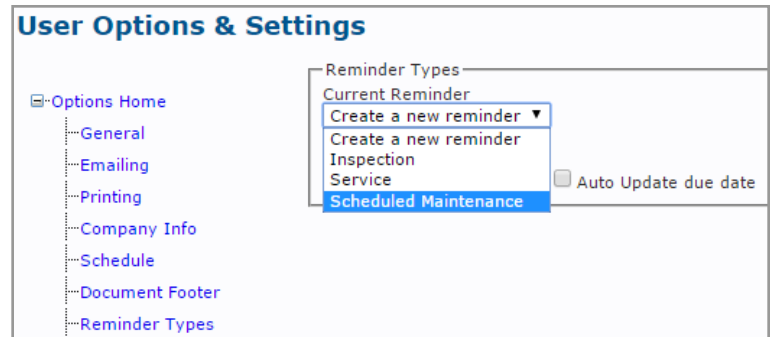 User Options & Settings
Options Home
General
Emailing
Printing
Company Info
Schedule
Document Footer
Reminder Types
Reminder Types
Current Reminder
Create a new reminder
Create a new reminder
Inspection
Service
Scheduled Maintenance
Auto Update due date